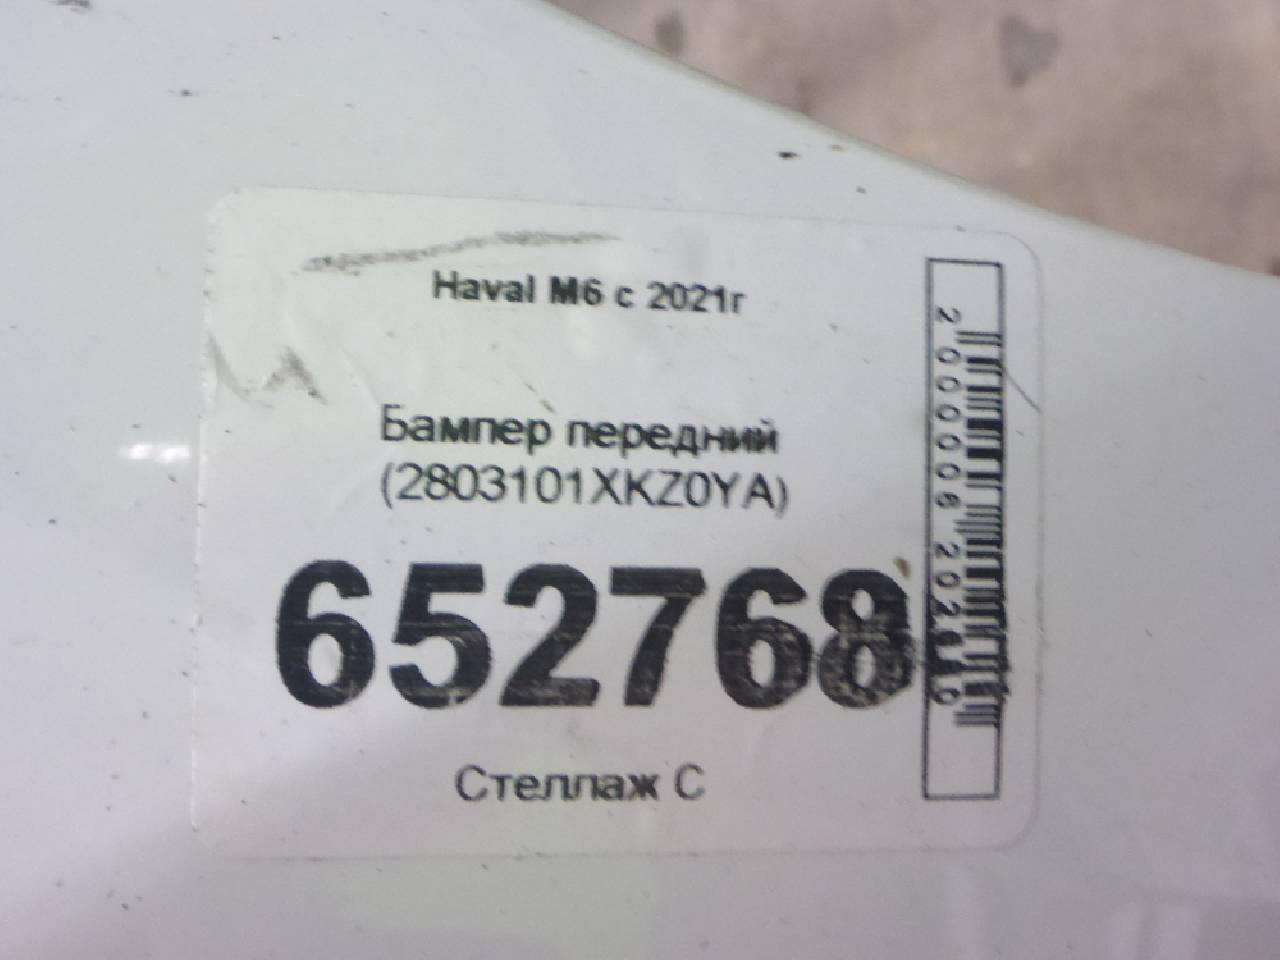 Haval M6 с 2021г
Бампер передний
(2803101XKZ0YA)
652768
Стеллаж С